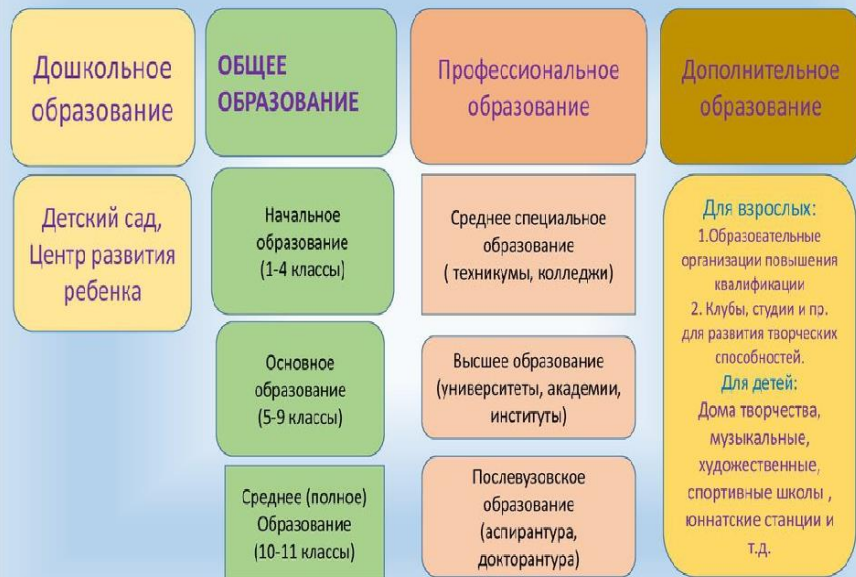 Дошкольное
образование
Детский сад,
Центр развития
ребенка
ОБЩЕЕ
ОБРАЗОВАНИЕ
Начальное
образование
(1-4 классы)
Основное
образование
(5-9 классы)
Среднее (полное)
Образование
(10-11 классы)
Профессиональное
образование
Среднее специальное
образование
( техникумы, колледжи)
Высшее образование
(университеты, академии,
институты)
Послевузовское
образование
(аспирантура,
докторантура)
Дополнительное
образование
Для взрослых:
1.Образовательные
организации повышения
квалификации
2. Клубы, студии и пр.
для развития творческих
способностей.
Для детей:
Дома творчества,
музыкальные,
художественные,
спортивные школы ,
юннатские станции и
т.д.